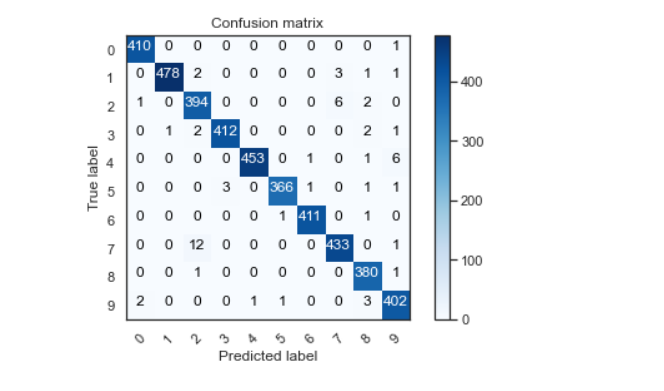 Confusion matrix
True label
0 410 0 0 0 0 0 0 0 0 1
1 0 478 2 0 0 0 0 3 1 1
2 1 0 394 0 0 0 0 6 2 0
3 0 1 2 412 0 0 0 0 2 1
4 0 0 0 0 453 0 1 0 1 6
5 0 0 0 3 0 366 1 0 1 1
6 0 0 0 0 0 1 411 0 1 0
7 0 0 12 0 0 0 0 433 0 1
8 0 0 1 0 0 0 0 0 380 1
9 2 0 0 0 1 1 0 0 3 402
0 1 2 3 4 5 6 7 8 9
Predicted label
400
300
200
100
0